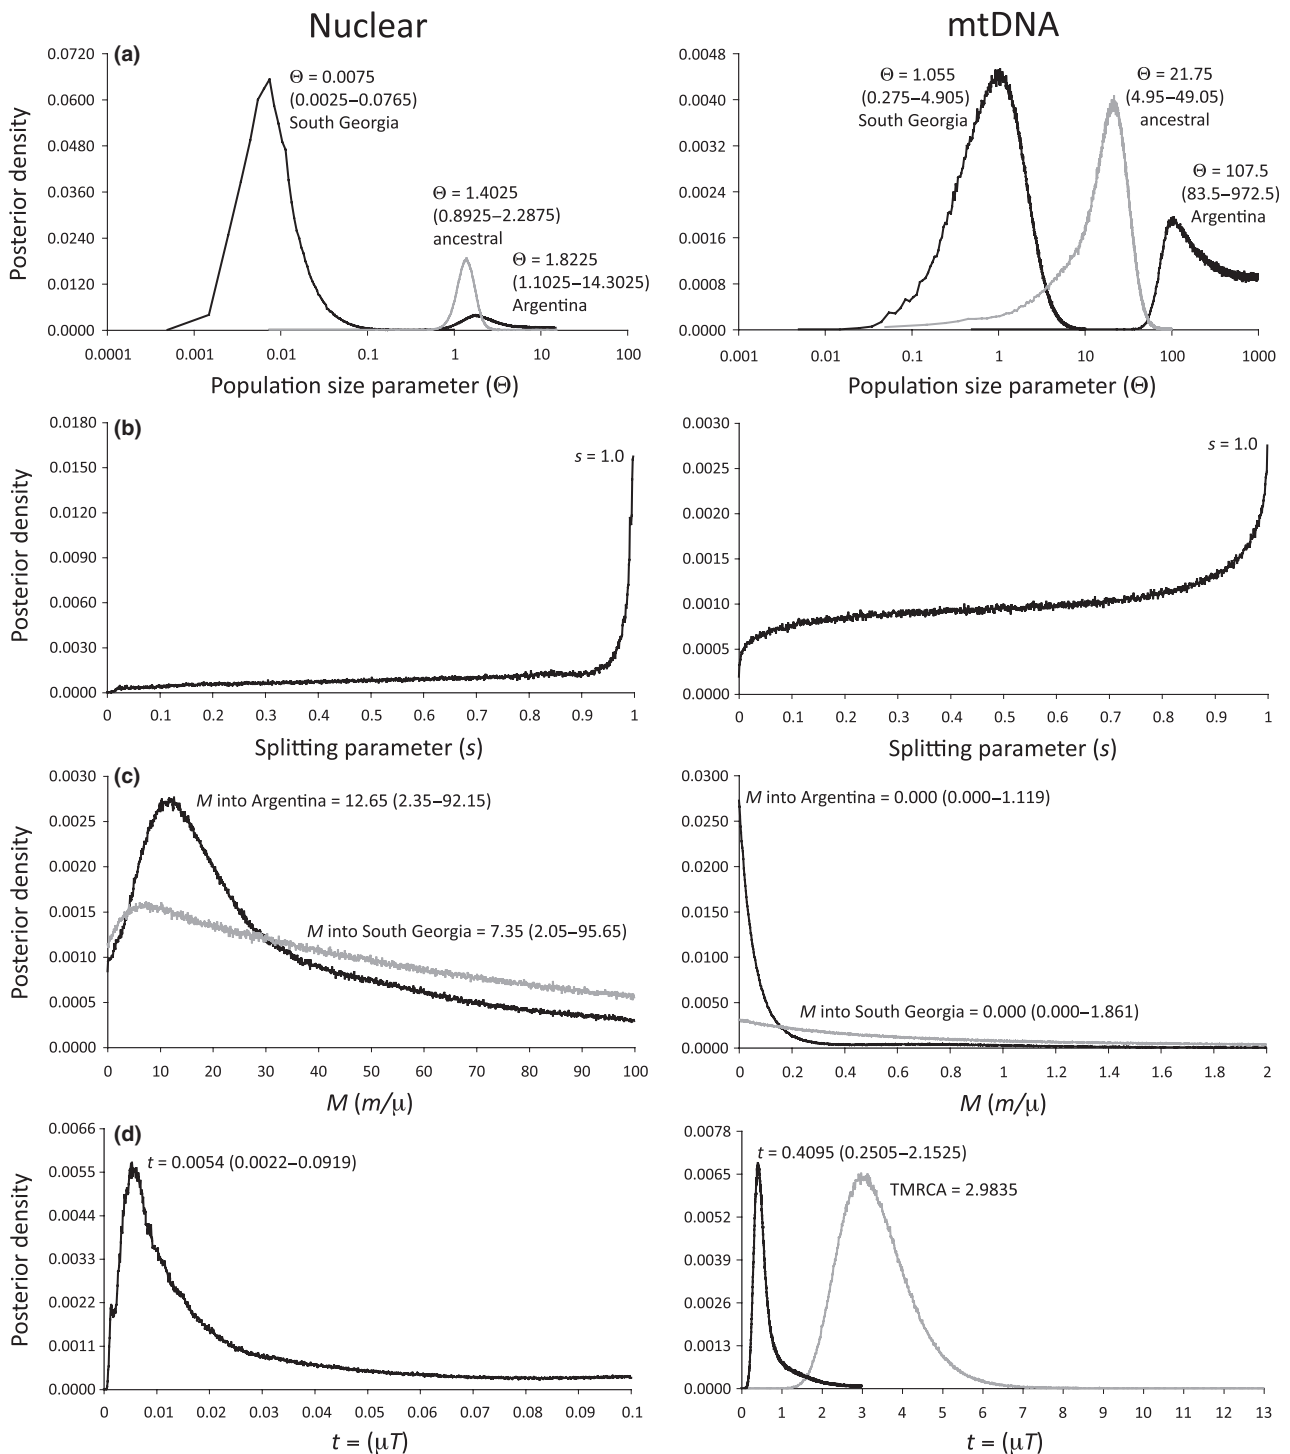 Nuclear
mtDNA
(a)
Posterior density
0.0720
0.0600
0.0480
0.0360
0.0240
0.0120
0.0000
Θ = 0.0075
(0.0025–0.0765)
South Georgia
Θ = 1.4025
(0.8925–2.2875)
ancestral
Θ = 1.8225
(1.1025–14.3025)
Argentina
0.0001 0.001 0.01 0.1 1 10 100
Population size parameter (Θ)
0.0048
0.0040
0.0032
0.0024
0.0016
0.0008
0.0000
Θ = 1.055
(0.275–4.905)
South Georgia
Θ = 21.75
(4.95–49.05)
ancestral
Θ = 107.5
(83.5–972.5)
Argentina
0.001 0.01 0.1 1 10 100 1000
Population size parameter (Θ)
(b)
Posterior density
0.0180
0.0150
0.0120
0.0090
0.0060
0.0030
0.0000
s = 1.0
0 0.1 0.2 0.3 0.4 0.5 0.6 0.7 0.8 0.9 1
Splitting parameter (s)
0.0030
0.0025
0.0020
0.0015
0.0010
0.0005
0.0000
s = 1.0
0 0.1 0.2 0.3 0.4 0.5 0.6 0.7 0.8 0.9 1
Splitting parameter (s)
(c)
Posterior density
0.0030
0.0025
0.0020
0.0015
0.0010
0.0005
0.0000
M into Argentina = 12.65 (2.35–92.15)
M into South Georgia = 7.35 (2.05–95.65)
0 10 20 30 40 50 60 70 80 90 100
M (m/μ)
0.0300
0.0250
0.0200
0.0150
0.0100
0.0050
0.0000
M into Argentina = 0.000 (0.000–1.119)
M into South Georgia = 0.000 (0.000–1.861)
0 0.2 0.4 0.6 0.8 1 1.2 1.4 1.6 1.8 2
M (m/μ)
(d)
Posterior density
0.0066
0.0055
0.0044
0.0033
0.0022
0.0011
0.0000
t = 0.0054 (0.0022–0.0919)
0 0.01 0.02 0.03 0.04 0.05 0.06 0.07 0.08 0.09 0.1
t = (μT)
0.0078
0.0065
0.0052
0.0039
0.0026
0.0013
0.0000
t = 0.4095 (0.2505–2.1525)
TMRCA = 2.9835
0 1 2 3 4 5 6 7 8 9 10 11 12 13
t = (μT)